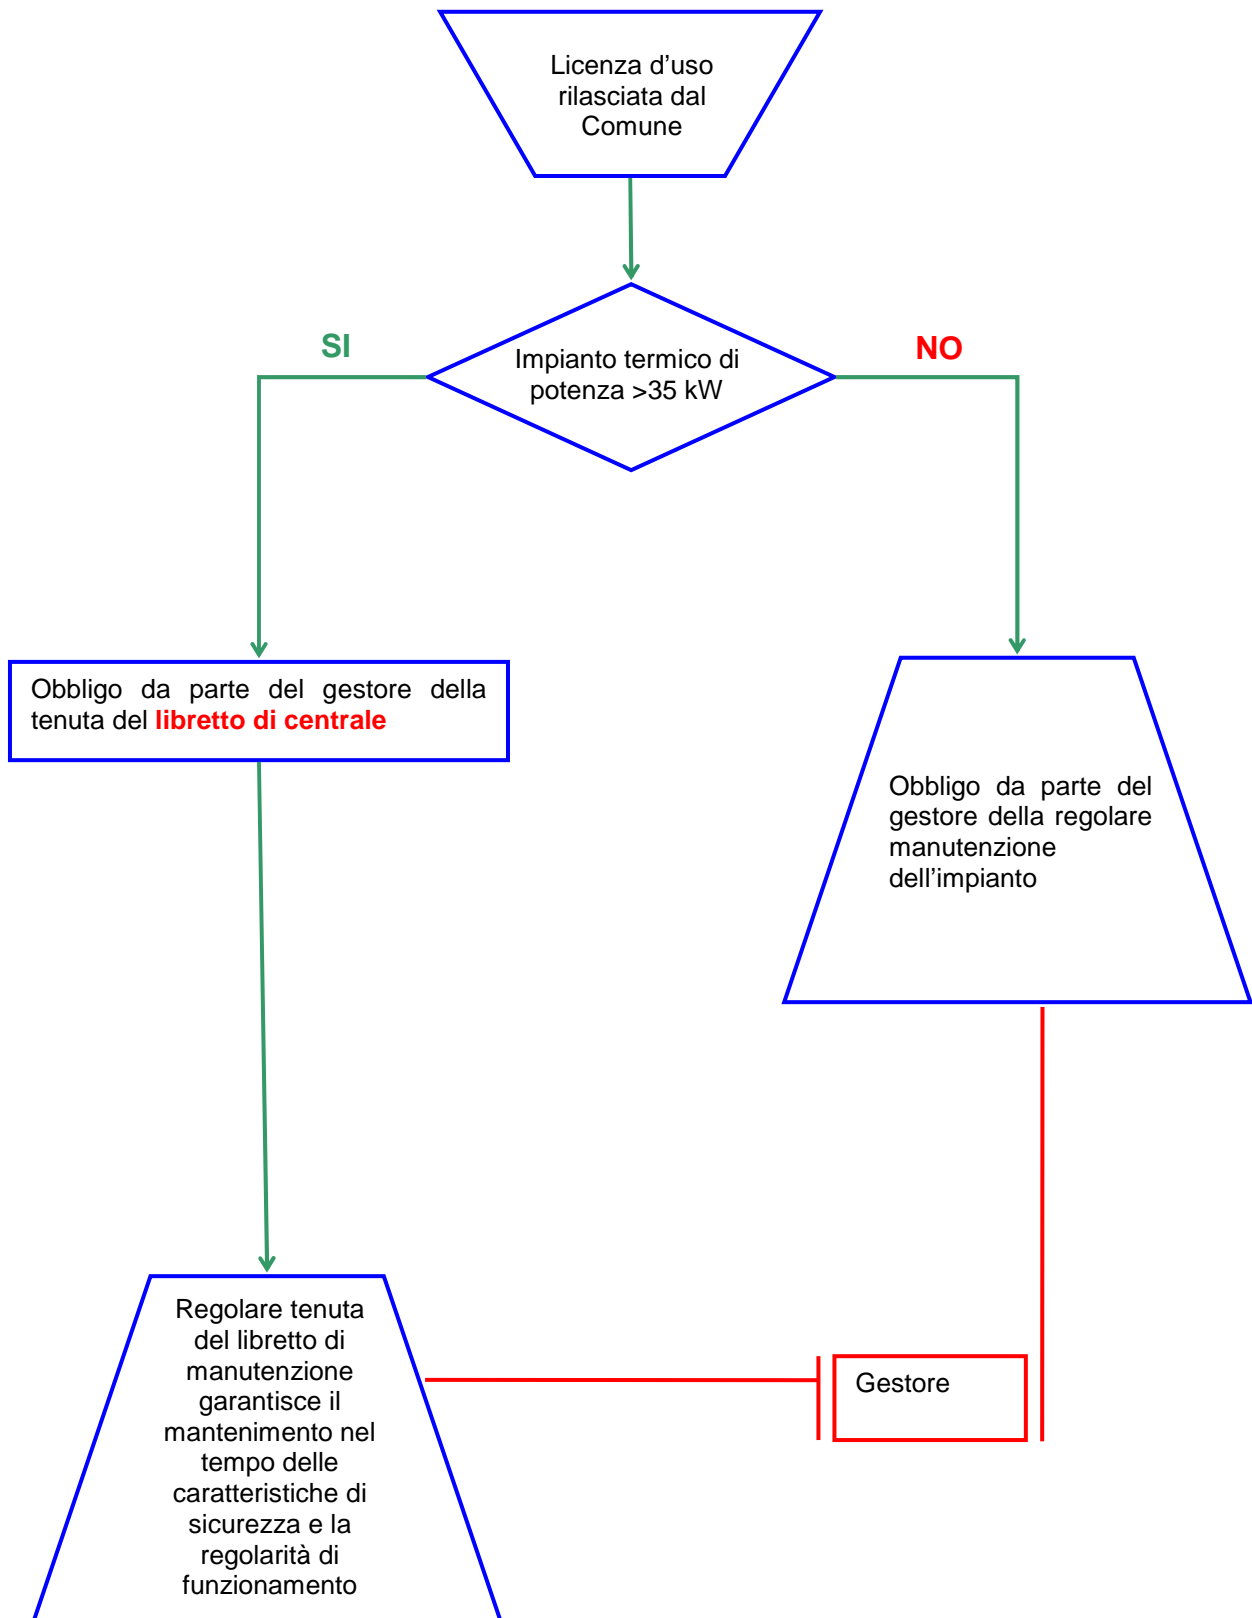 Licenza d’uso
rilasciata dal
Comune
SI
Impianto termico di
potenza >35 kW
NO
Obbligo da parte del gestore della
tenuta del libretto di centrale
Obbligo da parte del
gestore della regolare
manutenzione
dell’impianto
Regolare tenuta
del libretto di
manutenzione
garantisce il
mantenimento nel
tempo delle
caratteristiche di
sicurezza e la
regolarità di
funzionamento
Gestore